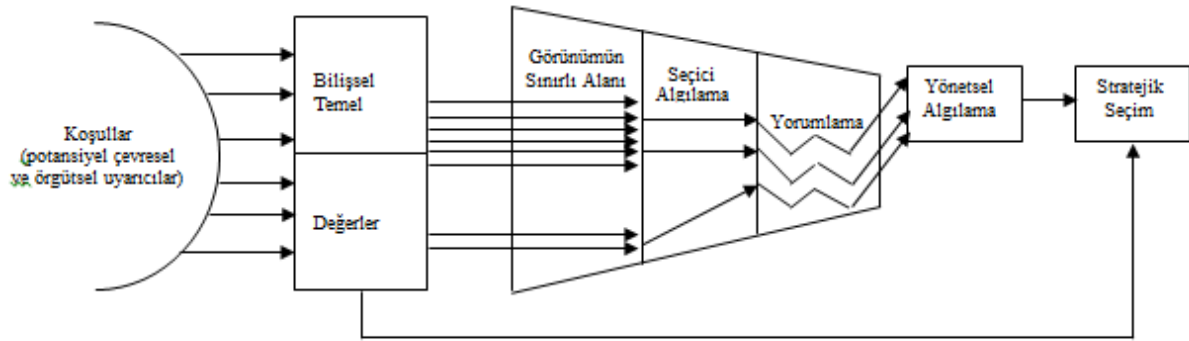 Koşullar
(potansiyel çevresel
ve örgütsel uyarıcılar)
Bilişsel
Temel
Değerler
Görünümün
Sınırlı Alanı
Seçici
Algılama
Yorumlama
Yönetsel
Algılama
Stratejik
Seçim